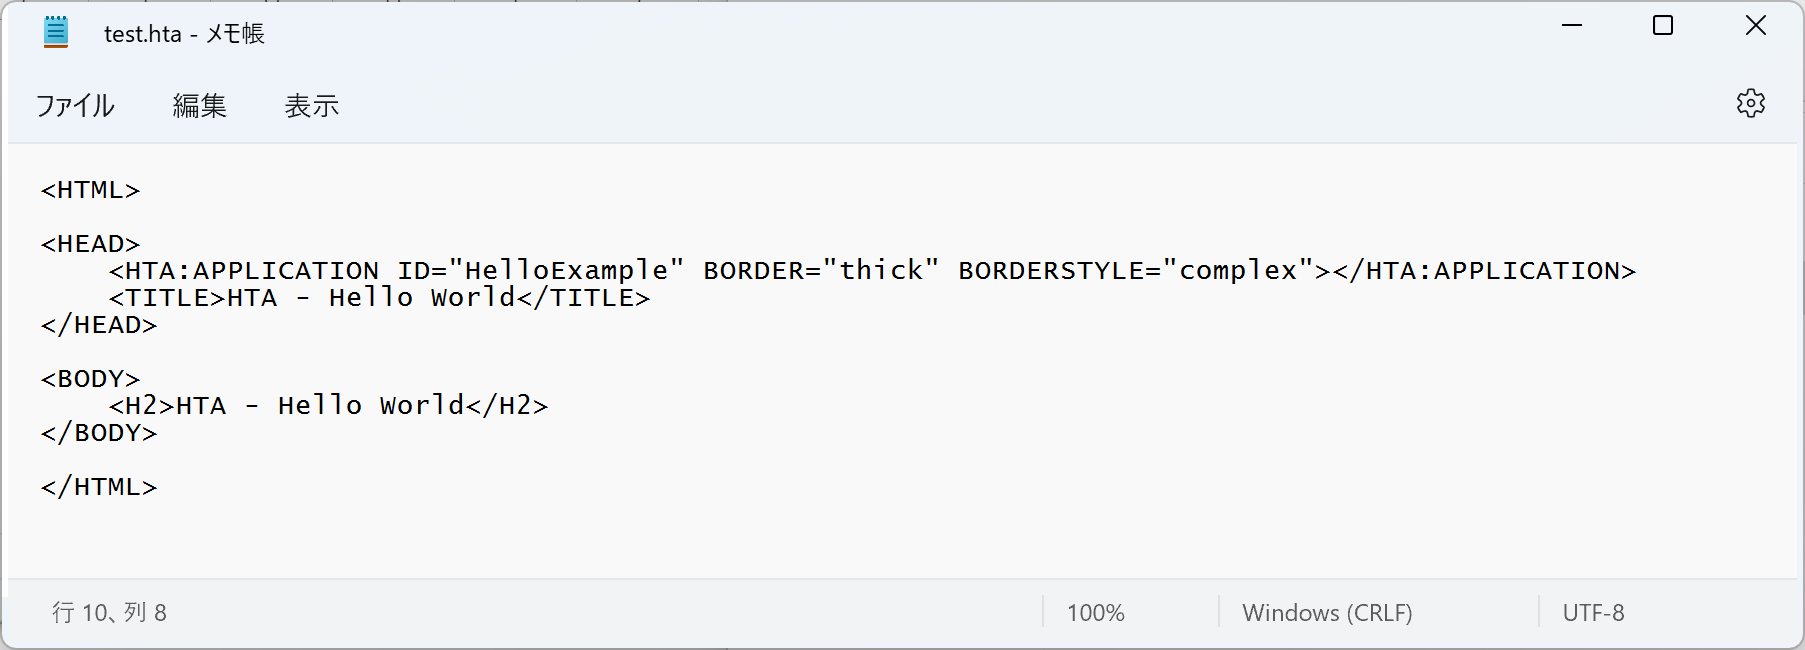 test.hta - メモ帳
ファイル 編集 表示
<HTML>
<HEAD>
    <HTA:APPLICATION ID="HelloExample" BORDER="thick" BORDERSTYLE="complex"></HTA:APPLICATION>
    <TITLE>HTA - Hello World</TITLE>
</HEAD>
<BODY>
    <H2>HTA - Hello World</H2>
</BODY>
</HTML>
行 10、列 8 100% Windows (CRLF) UTF-8